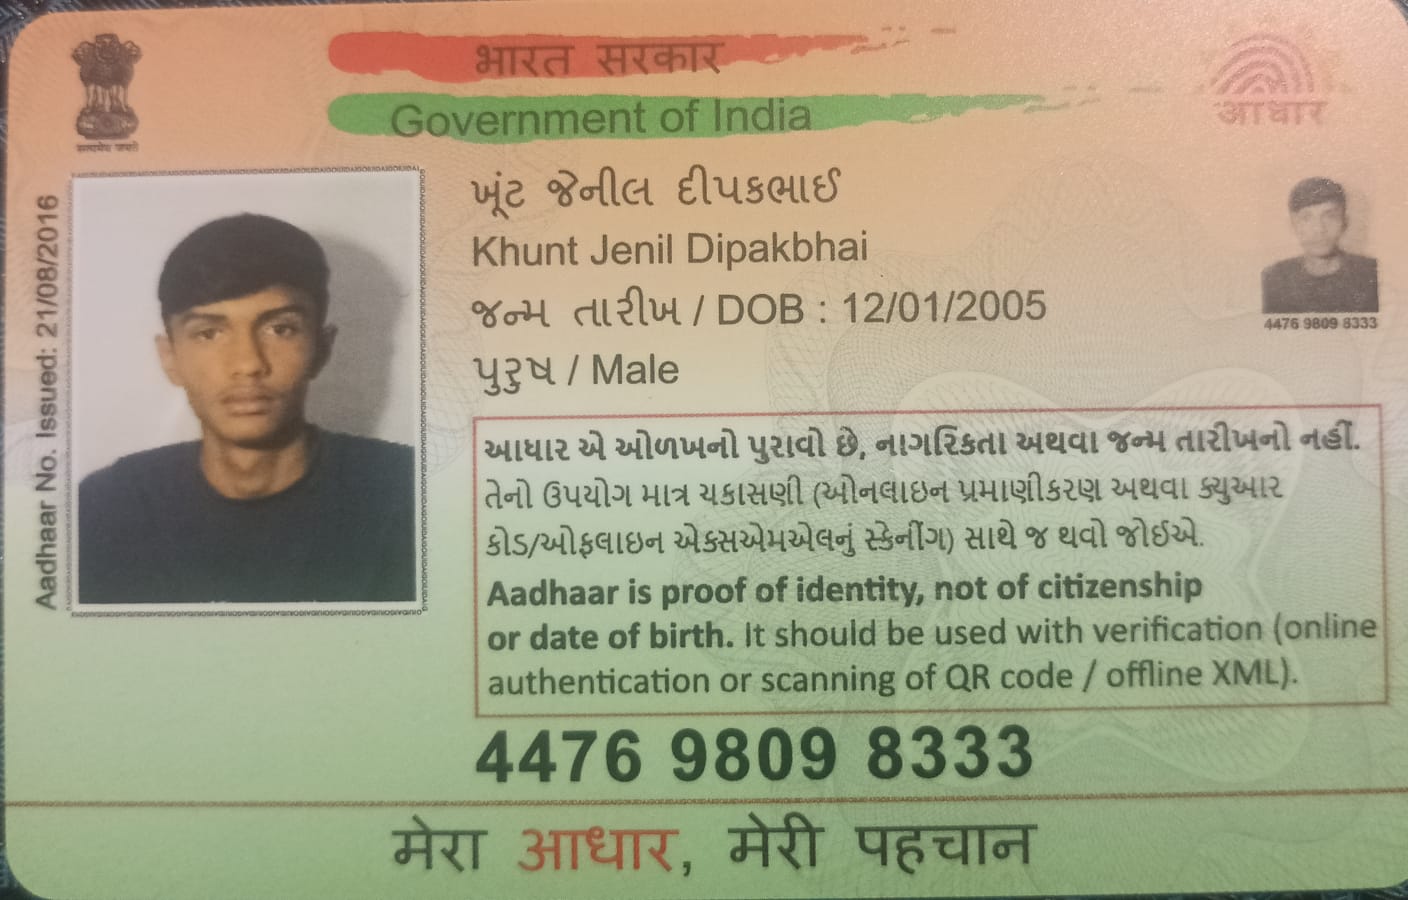 भारत सरकार
Government of India
सत्यमेव जयते
आधार
Aadhaar No. Issued: 21/08/2016
ખૂંટ જેનીલ દીપકભાઈ
Khunt Jenil Dipakbhai
જન્મ તારીખ / DOB : 12/01/2005
પુરુષ / Male
4476 9809 8333
આધાર એ ઓળખનો પુરાવો છે, નાગરિકતા અથવા જન્મ તારીખનો નહીં.
તેનો ઉપયોગ માત્ર ચકાસણી (ઓનલાઇન પ્રમાણીકરણ અથવા ક્યુઆર
કોડ/ઓફલાઇન એક્સએમએલનું સ્કેનીંગ) સાથે જ થવો જોઈએ.
Aadhaar is proof of identity, not of citizenship
or date of birth. It should be used with verification (online
authentication or scanning of QR code / offline XML).
4476 9809 8333
मेरा आधार, मेरी पहचान